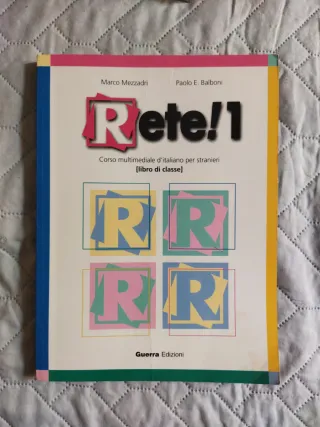 Marco Mezzadri Paolo E. Balboni
Rete! 1
Corso multimediale d'italiano per stranieri
[libro di classe]
R R
R R
Guerra Edizioni